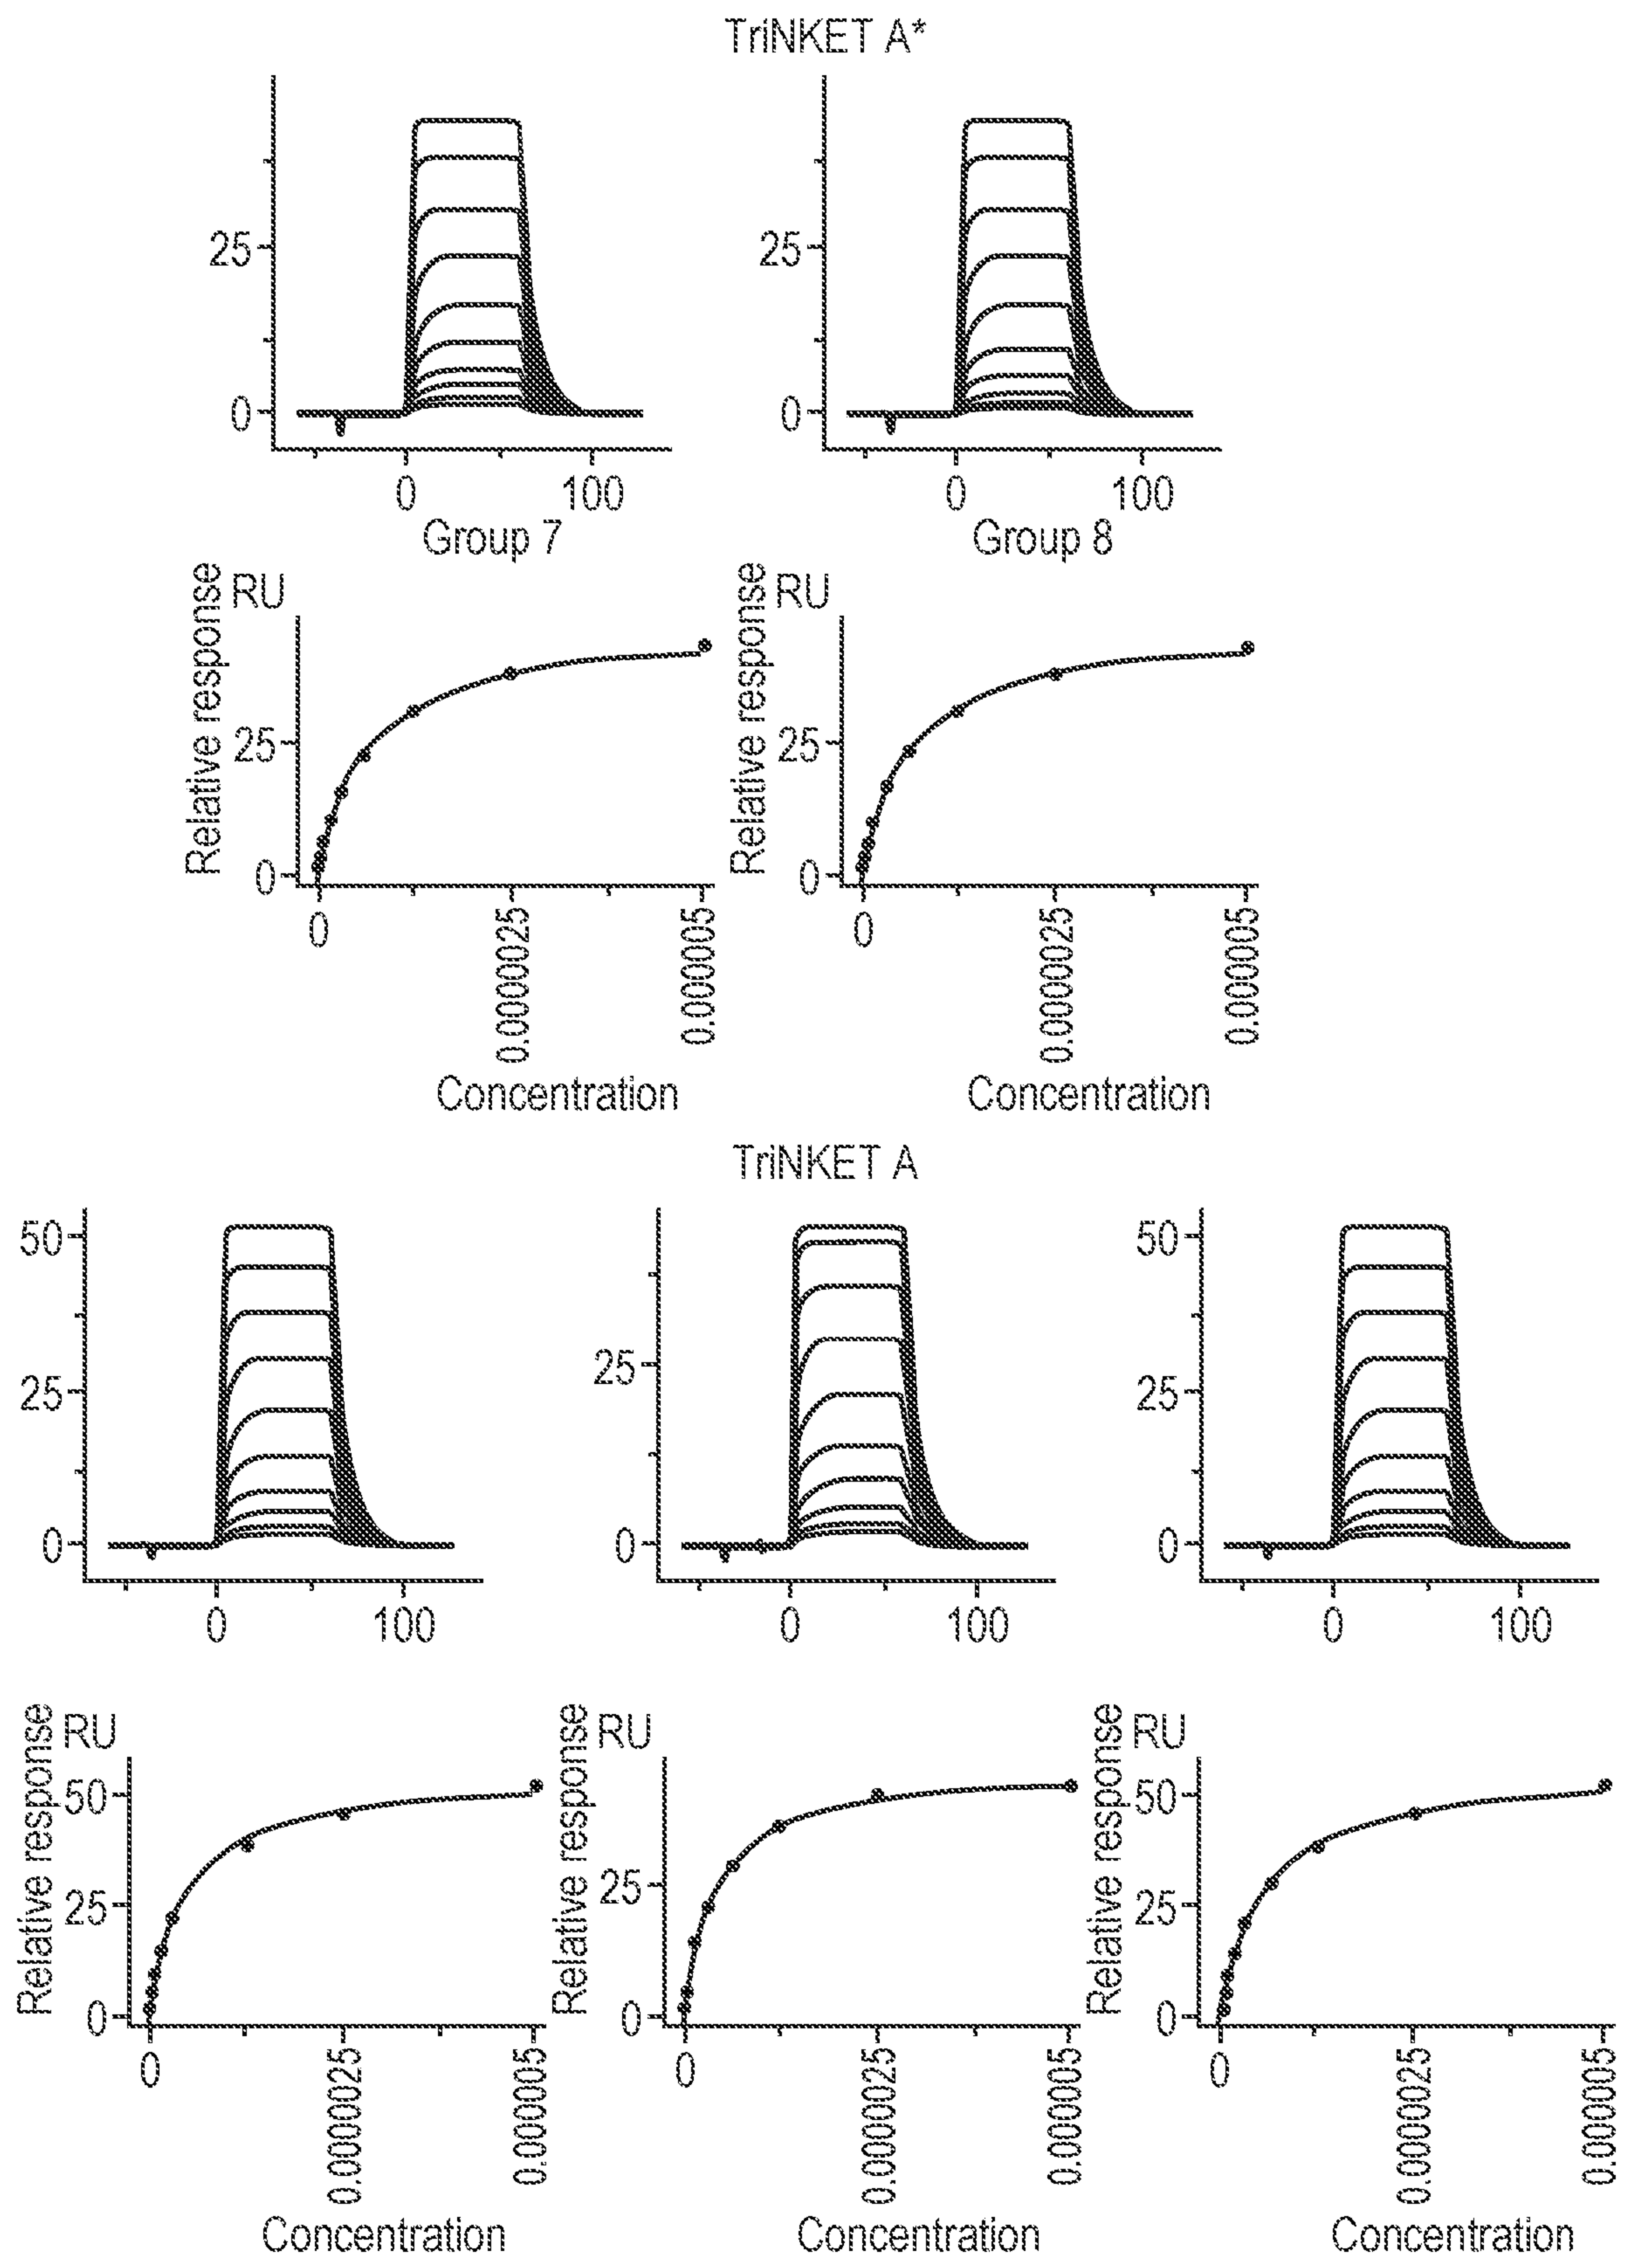 TriNKET A*
25
0
0
100
Group 7
25
0
0
100
Group 8
Relative response
RU
25
0
0
0.0000025
0.000005
Concentration
Relative response
RU
25
0
0
0.0000025
0.000005
Concentration
TriNKET A
50
25
0
0
100
25
0
0
100
50
25
0
0
100
Relative response
RU
50
25
0
0
0.0000025
0.000005
Concentration
Relative response
RU
25
0
0
0.0000025
0.000005
Concentration
Relative response
RU
50
25
0
0
0.0000025
0.000005
Concentration